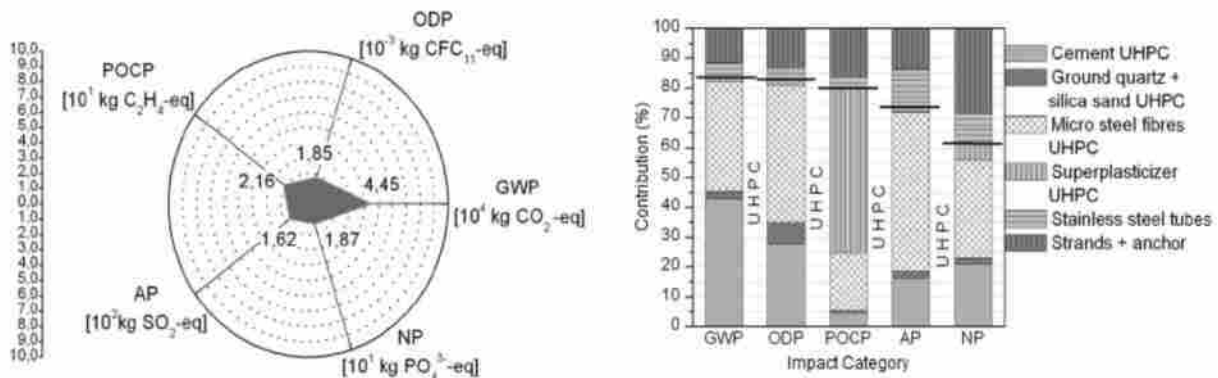 10,0
9,0
8,0
7,0
6,0
5,0
4,0
3,0
2,0
1,0
0,0
1,0
2,0
3,0
4,0
5,0
6,0
7,0
8,0
9,0
10,0
ODP
[10⁻³ kg CFC₁₁-eq]
POCP
[10¹ kg C₂H₄-eq]
1.85
2.16
4.45
GWP
[10⁴ kg CO₂-eq]
1.62
1.87
AP
[10²kg SO₂-eq]
NP
[10¹ kg PO₄³⁻-eq]
Contribution (%)
100
90
80
70
60
50
40
30
20
10
0
UHPC
UHPC
UHPC
UHPC
GWP
ODP
POCP
AP
NP
Impact Category
Cement UHPC
Ground quartz +
silica sand UHPC
Micro steel fibres
UHPC
Superplasticizer
UHPC
Stainless steel tubes
Strands + anchor